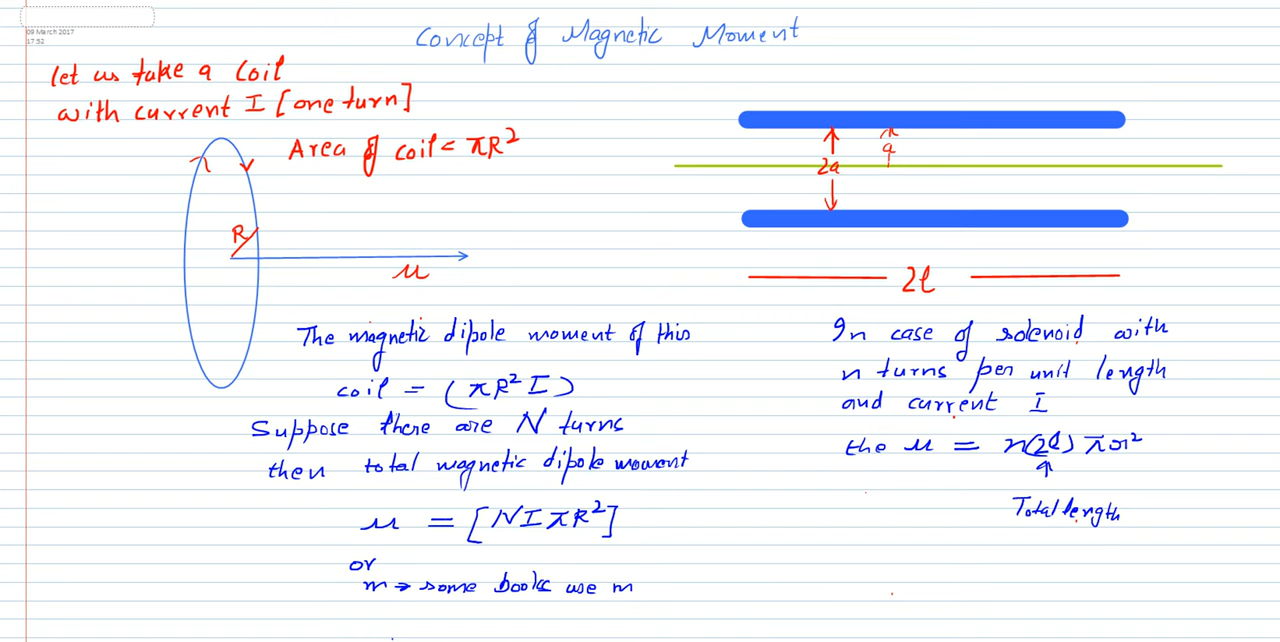 09 March 2017
17:52
Concept of Magnetic Moment
Let us take a Coil
with current I [one turn]
Area of coil = πR²
R
μ
The magnetic dipole moment of this
coil = (πR²I)
Suppose there are N turns
then total magnetic dipole moment
μ = [NIπR²]
or
m → some books use m
2a
a
2l
In case of solenoid with
n turns per unit length
and current I
the μ = n(2l) πr²
Total length